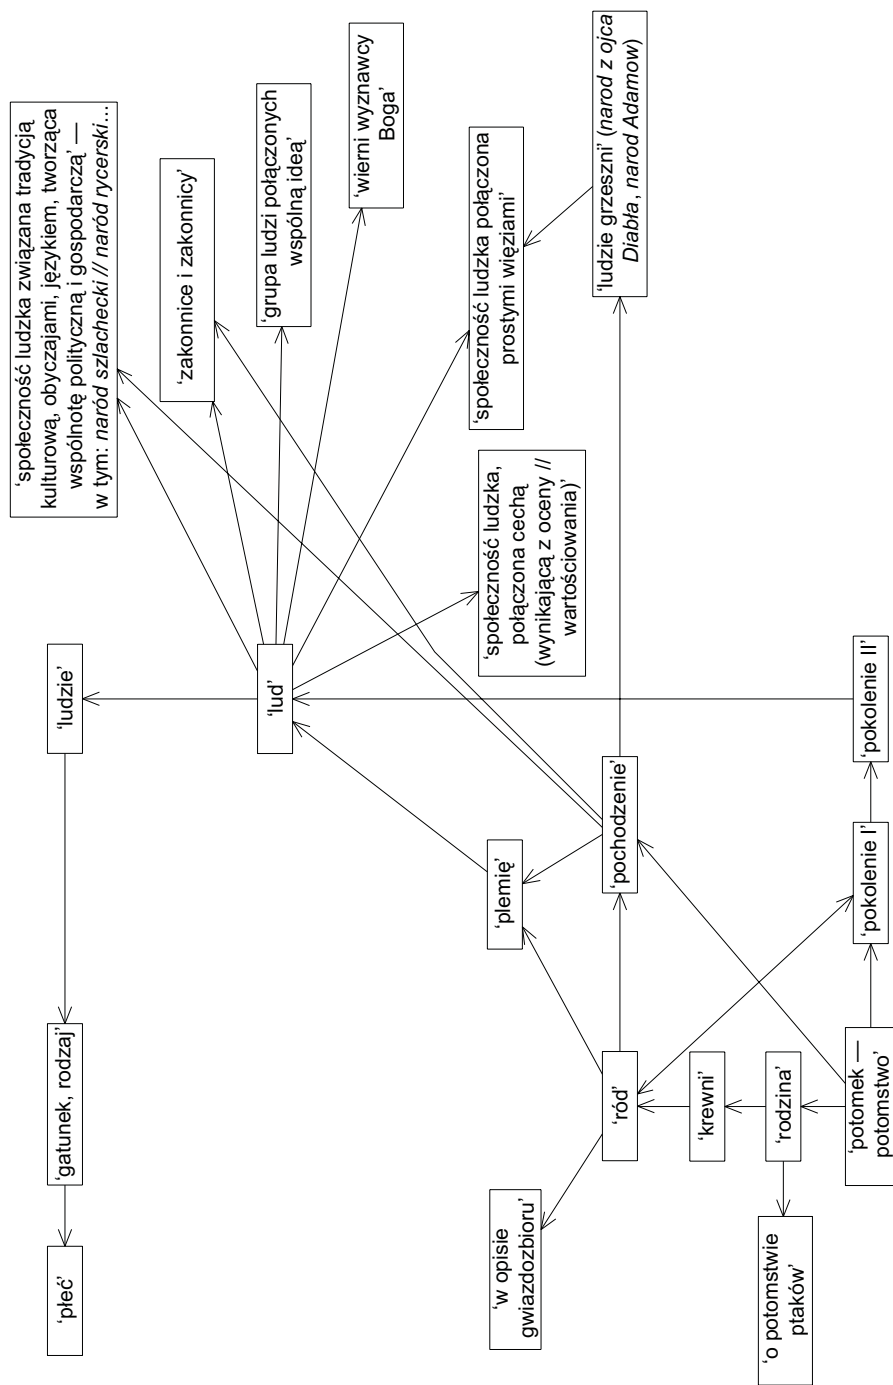 ‘płeć’
‘gatunek, rodzaj’
‘ludzie’
‘społeczność ludzka związana tradycją
kulturową, obyczajami, językiem, tworząca
wspólnotę polityczną i gospodarczą’ —
w tym: naród szlachecki // naród rycerski...
‘zakonnice i zakonnicy’
‘lud’
‘grupa ludzi połączonych
wspólną ideą’
‘wierni wyznawcy
Boga’
‘w opisie
gwiazdozbioru’
‘plemię’
‘społeczność ludzka,
połączona cechą
(wynikającą z oceny //
wartościowania)’
‘społeczność ludzka połączona
prostymi więziami’
‘ród’
‘pochodzenie’
‘ludzie grzeszni’ (narod z ojca
Diabła, narod Adamow)
‘krewni’
‘o potomstwie
ptaków’
‘rodzina’
‘potomek —
potomstwo’
‘pokolenie I’
‘pokolenie II’